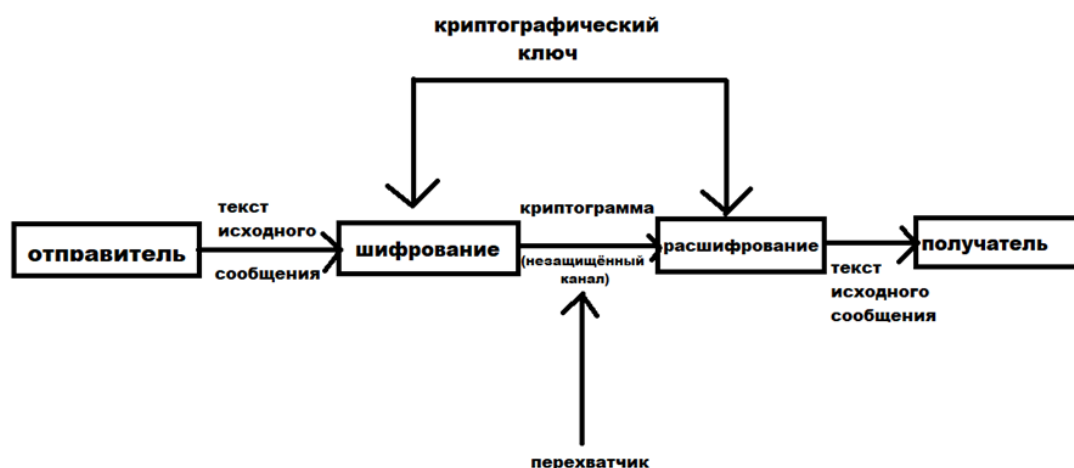 криптографический
ключ
текст
исходного
сообщения
отправитель
шифрование
криптограмма
(незащищённый
канал)
расшифрование
получатель
текст
исходного
сообщения
перехватчик